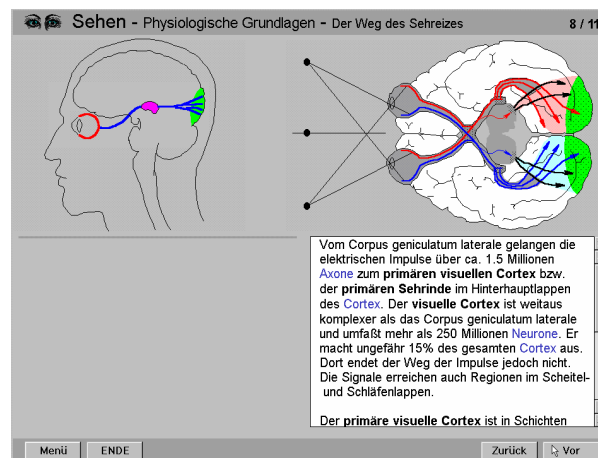 Sehen - Physiologische Grundlagen - Der Weg des Sehreizes 8 / 11
Vom Corpus geniculatum laterale gelangen die
elektrischen Impulse über ca. 1.5 Millionen
Axone zum primären visuellen Cortex bzw.
der primären Sehrinde im Hinterhauptlappen
des Cortex. Der visuelle Cortex ist weitaus
komplexer als das Corpus geniculatum laterale
und umfaßt mehr als 250 Millionen Neurone. Er
macht ungefähr 15% des gesamten Cortex aus.
Dort endet der Weg der Impulse jedoch nicht.
Die Signale erreichen auch Regionen im Scheitel-
und Schläfenlappen.
Der primäre visuelle Cortex ist in Schichten
Menü ENDE Zurück Vor